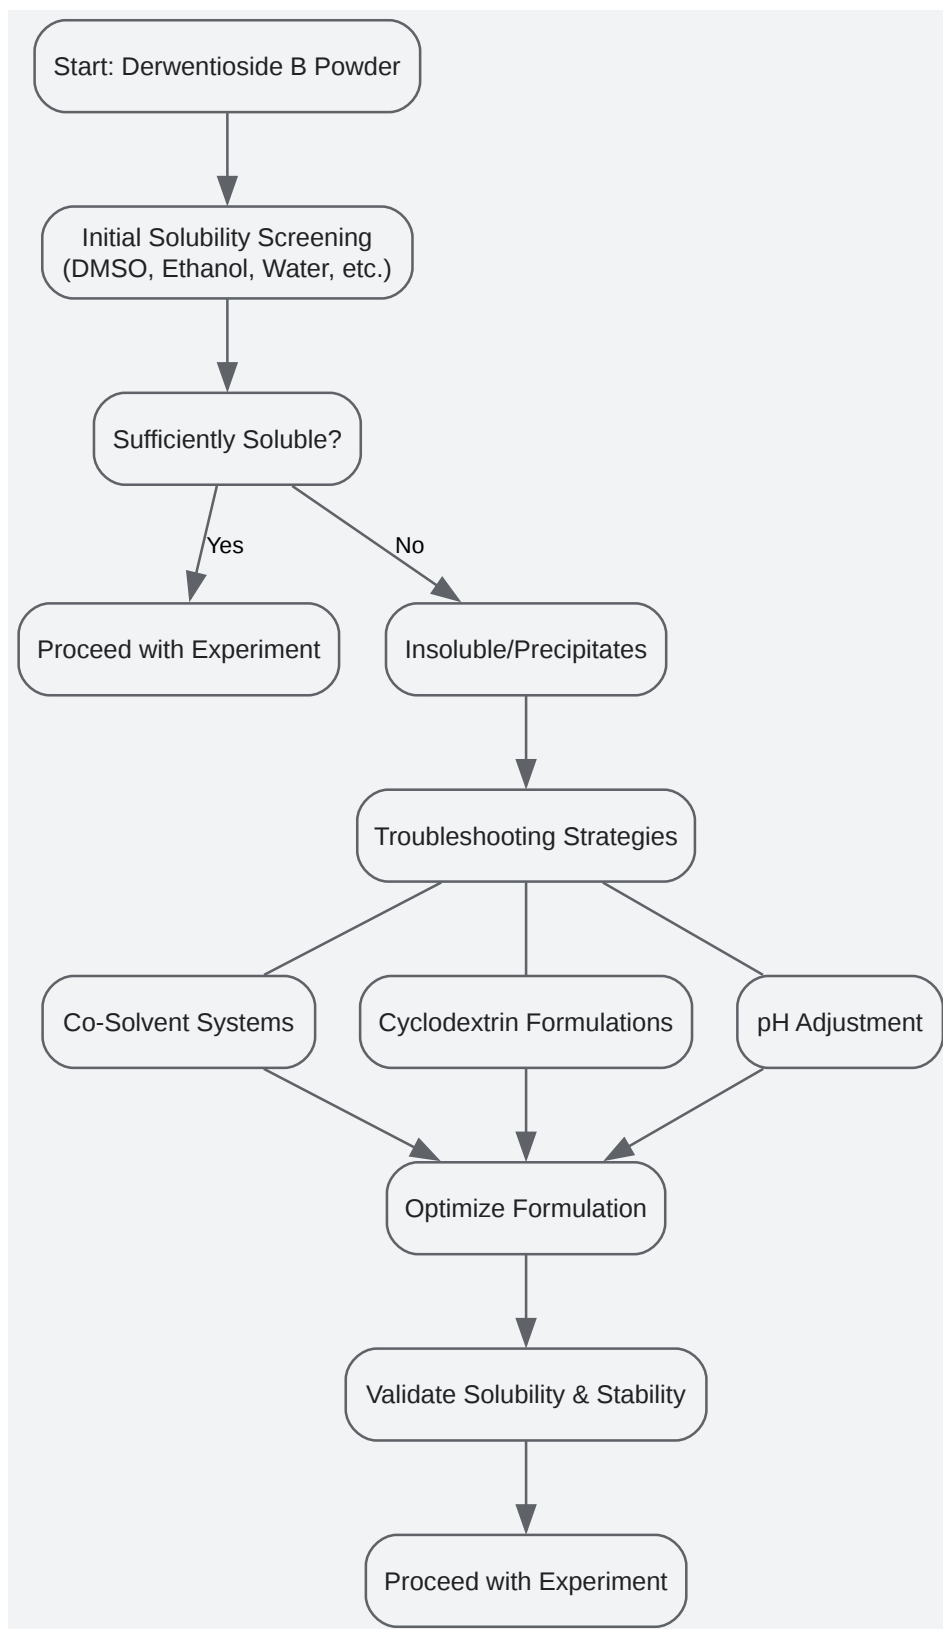 Start: Derwentioside B Powder
Initial Solubility Screening
(DMSO, Ethanol, Water, etc.)
Sufficiently Soluble?
Yes
No
Proceed with Experiment
Insoluble/Precipitates
Troubleshooting Strategies
Co-Solvent Systems
Cyclodextrin Formulations
pH Adjustment
Optimize Formulation
Validate Solubility & Stability
Proceed with Experiment